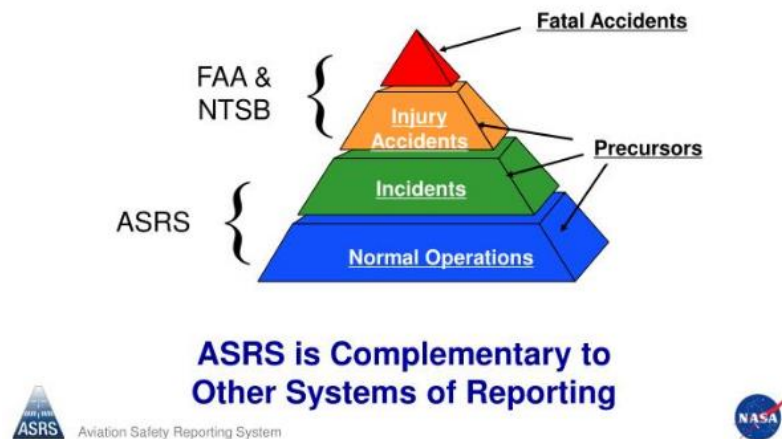 Fatal Accidents
FAA &
NTSB
Injury
Accidents
Precursors
Incidents
ASRS
Normal Operations
ASRS is Complementary to
Other Systems of Reporting
ASRS
Aviation Safety Reporting System
NASA